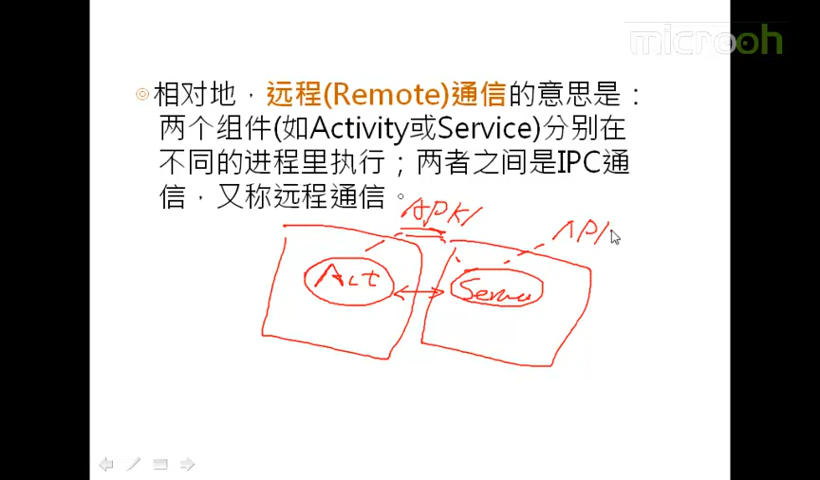 microoh
相对地，远程(Remote)通信的意思是：
两个组件(如Activity或Service)分别在
不同的进程里执行；两者之间是IPC通
信，又称远程通信。
APK1
Act